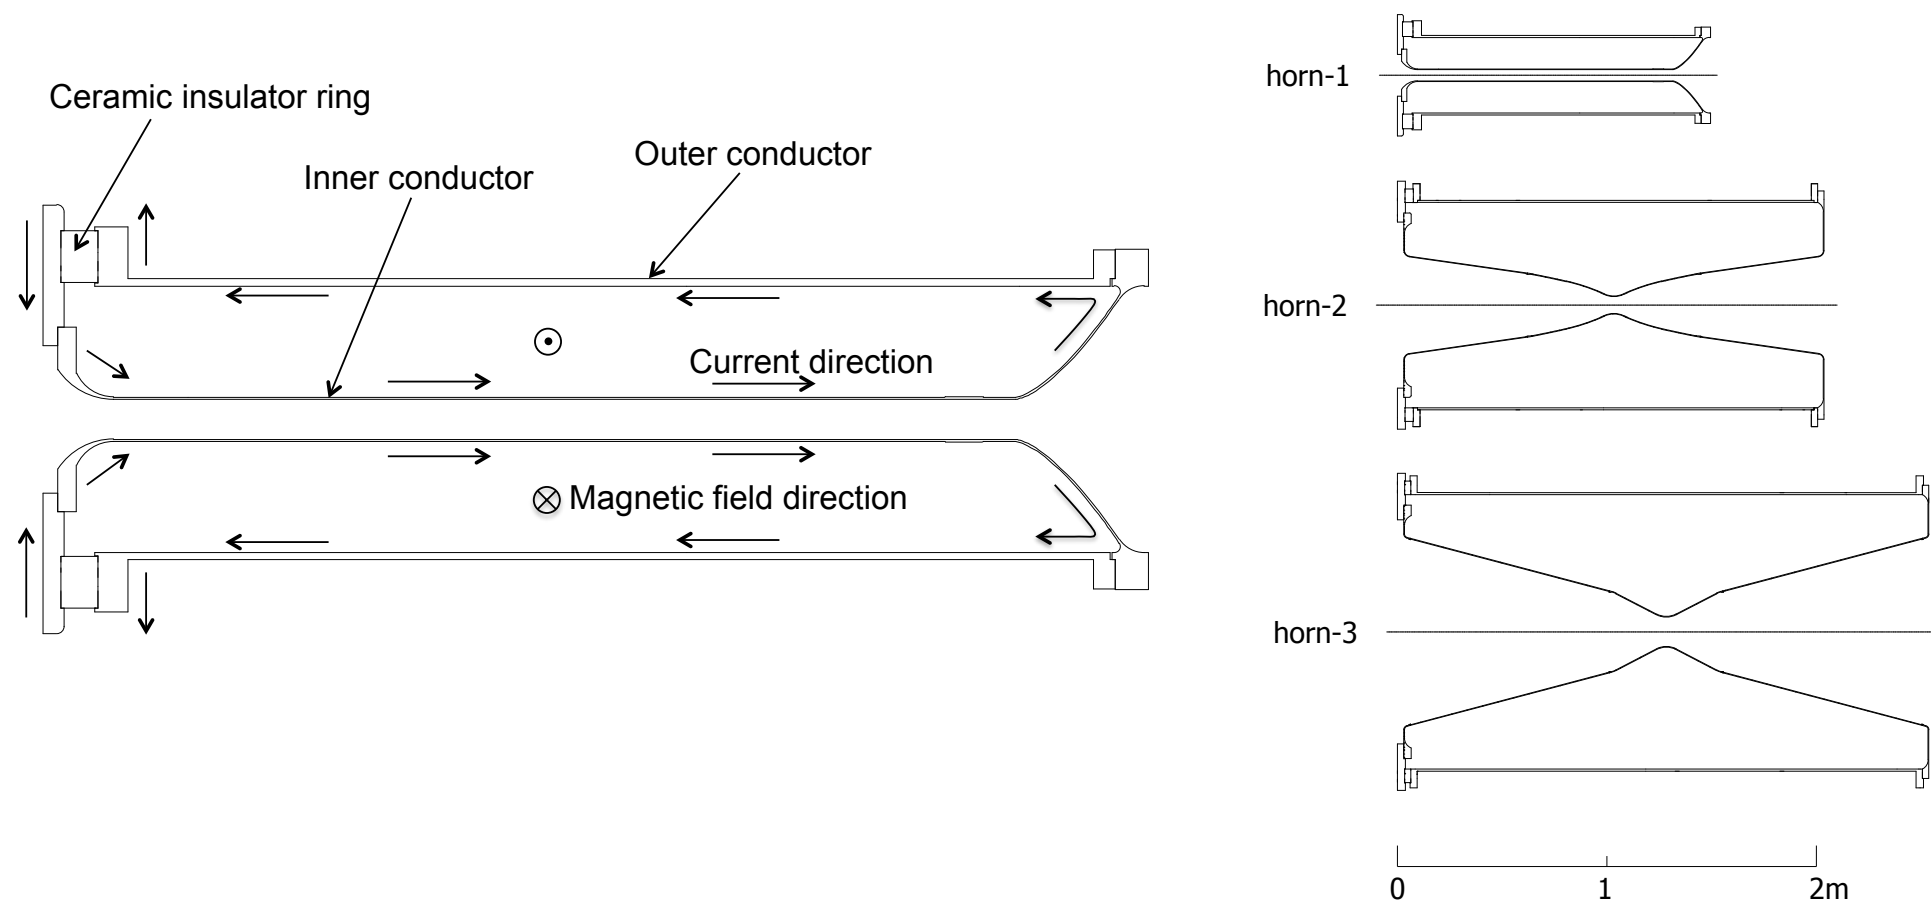 Ceramic insulator ring
Inner conductor
Outer conductor
Current direction
Magnetic field direction
horn-1
horn-2
horn-3
0 1 2m